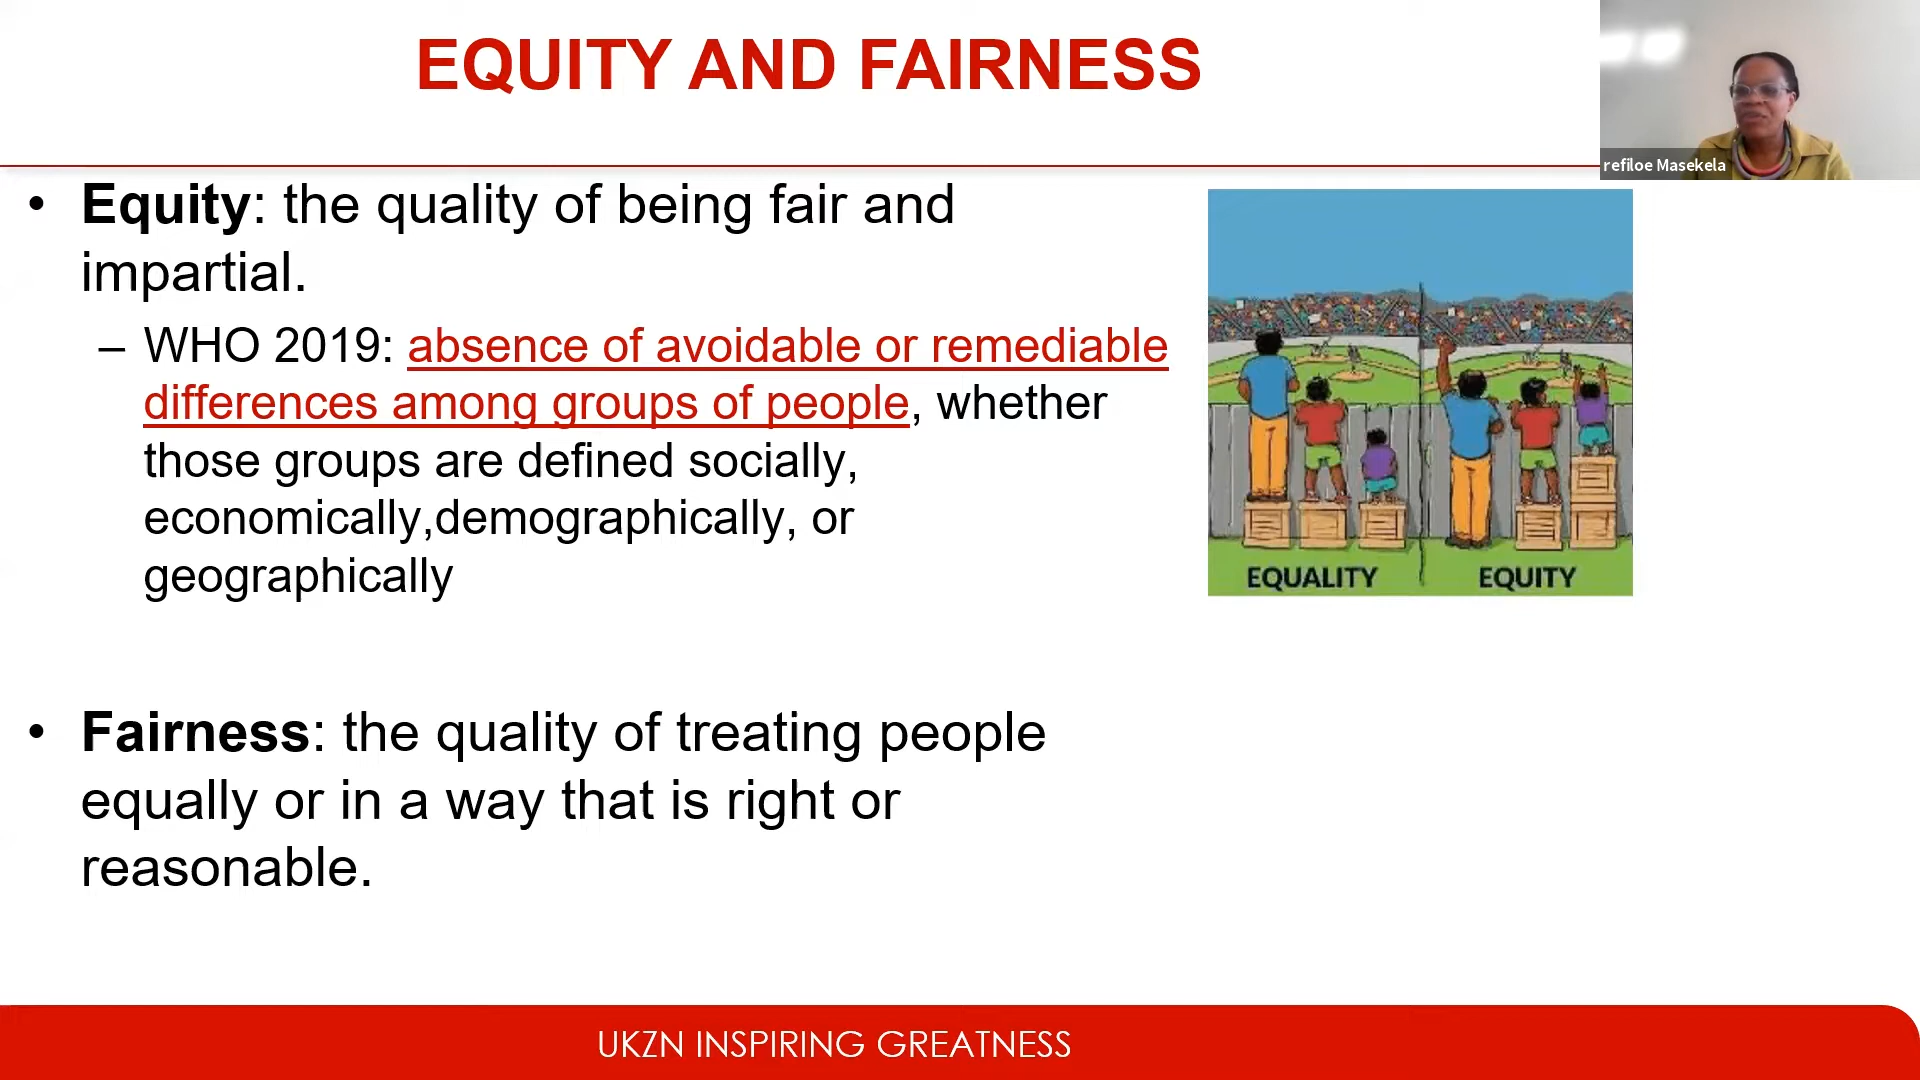 EQUITY AND FAIRNESS
refiloe Masekela
• Equity: the quality of being fair and
impartial.
– WHO 2019: absence of avoidable or remediable
differences among groups of people, whether
those groups are defined socially,
economically,demographically, or
geographically
EQUALITY
EQUITY
• Fairness: the quality of treating people
equally or in a way that is right or
reasonable.
UKZN INSPIRING GREATNESS